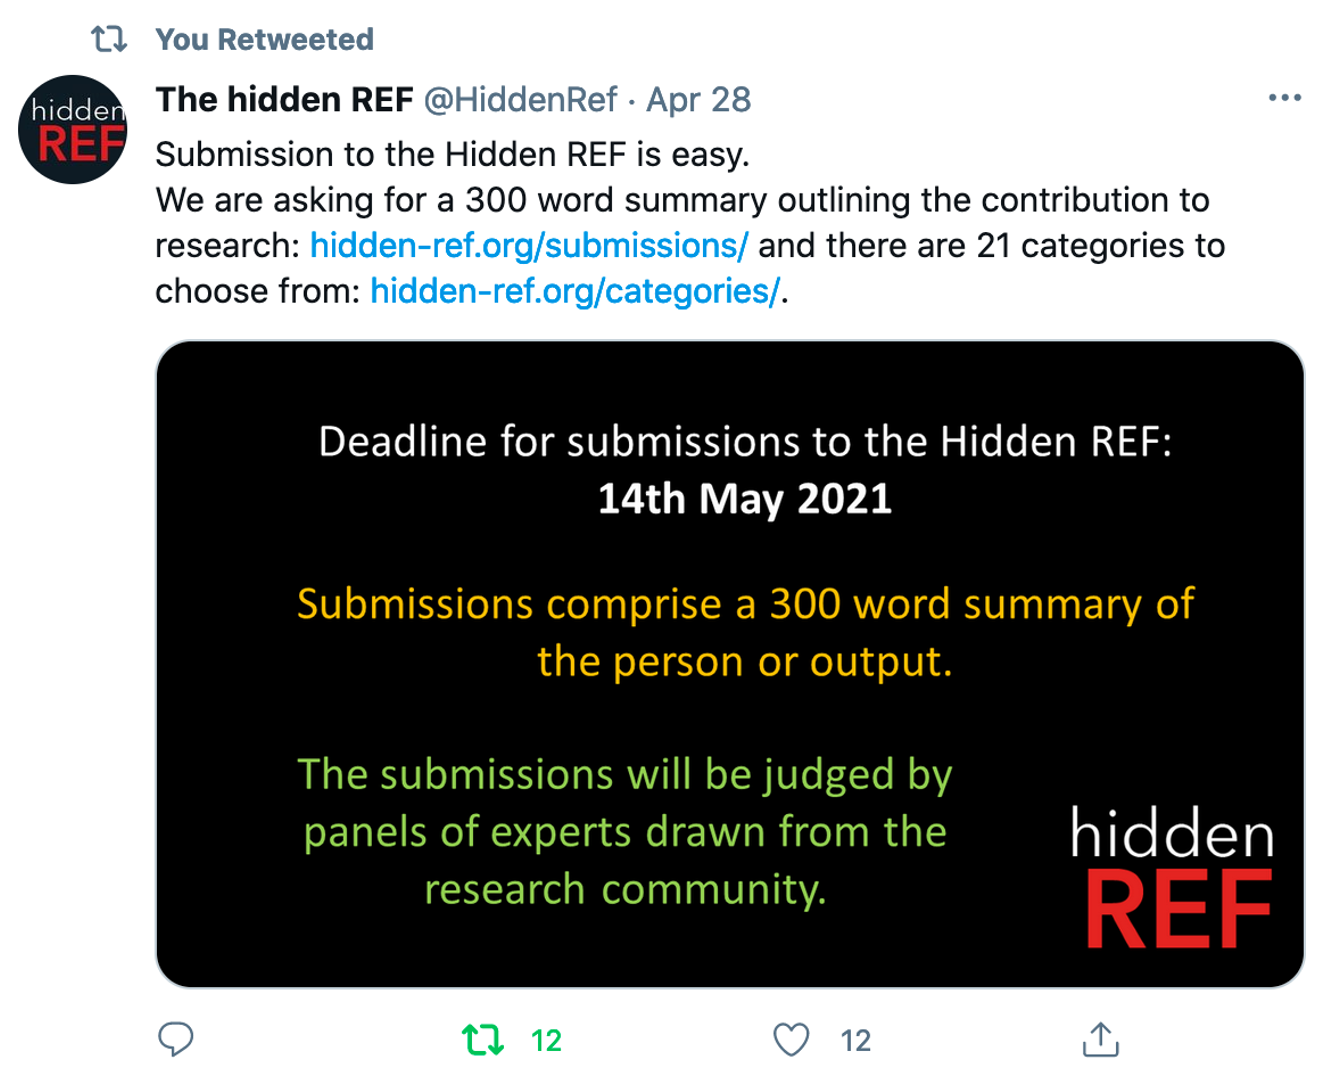 You Retweeted
hidden
REF
The hidden REF @HiddenRef · Apr 28
Submission to the Hidden REF is easy.
We are asking for a 300 word summary outlining the contribution to
research: hidden-ref.org/submissions/ and there are 21 categories to
choose from: hidden-ref.org/categories/.
Deadline for submissions to the Hidden REF:
14th May 2021
Submissions comprise a 300 word summary of
the person or output.
The submissions will be judged by
panels of experts drawn from the
research community.
hidden
REF
12
12